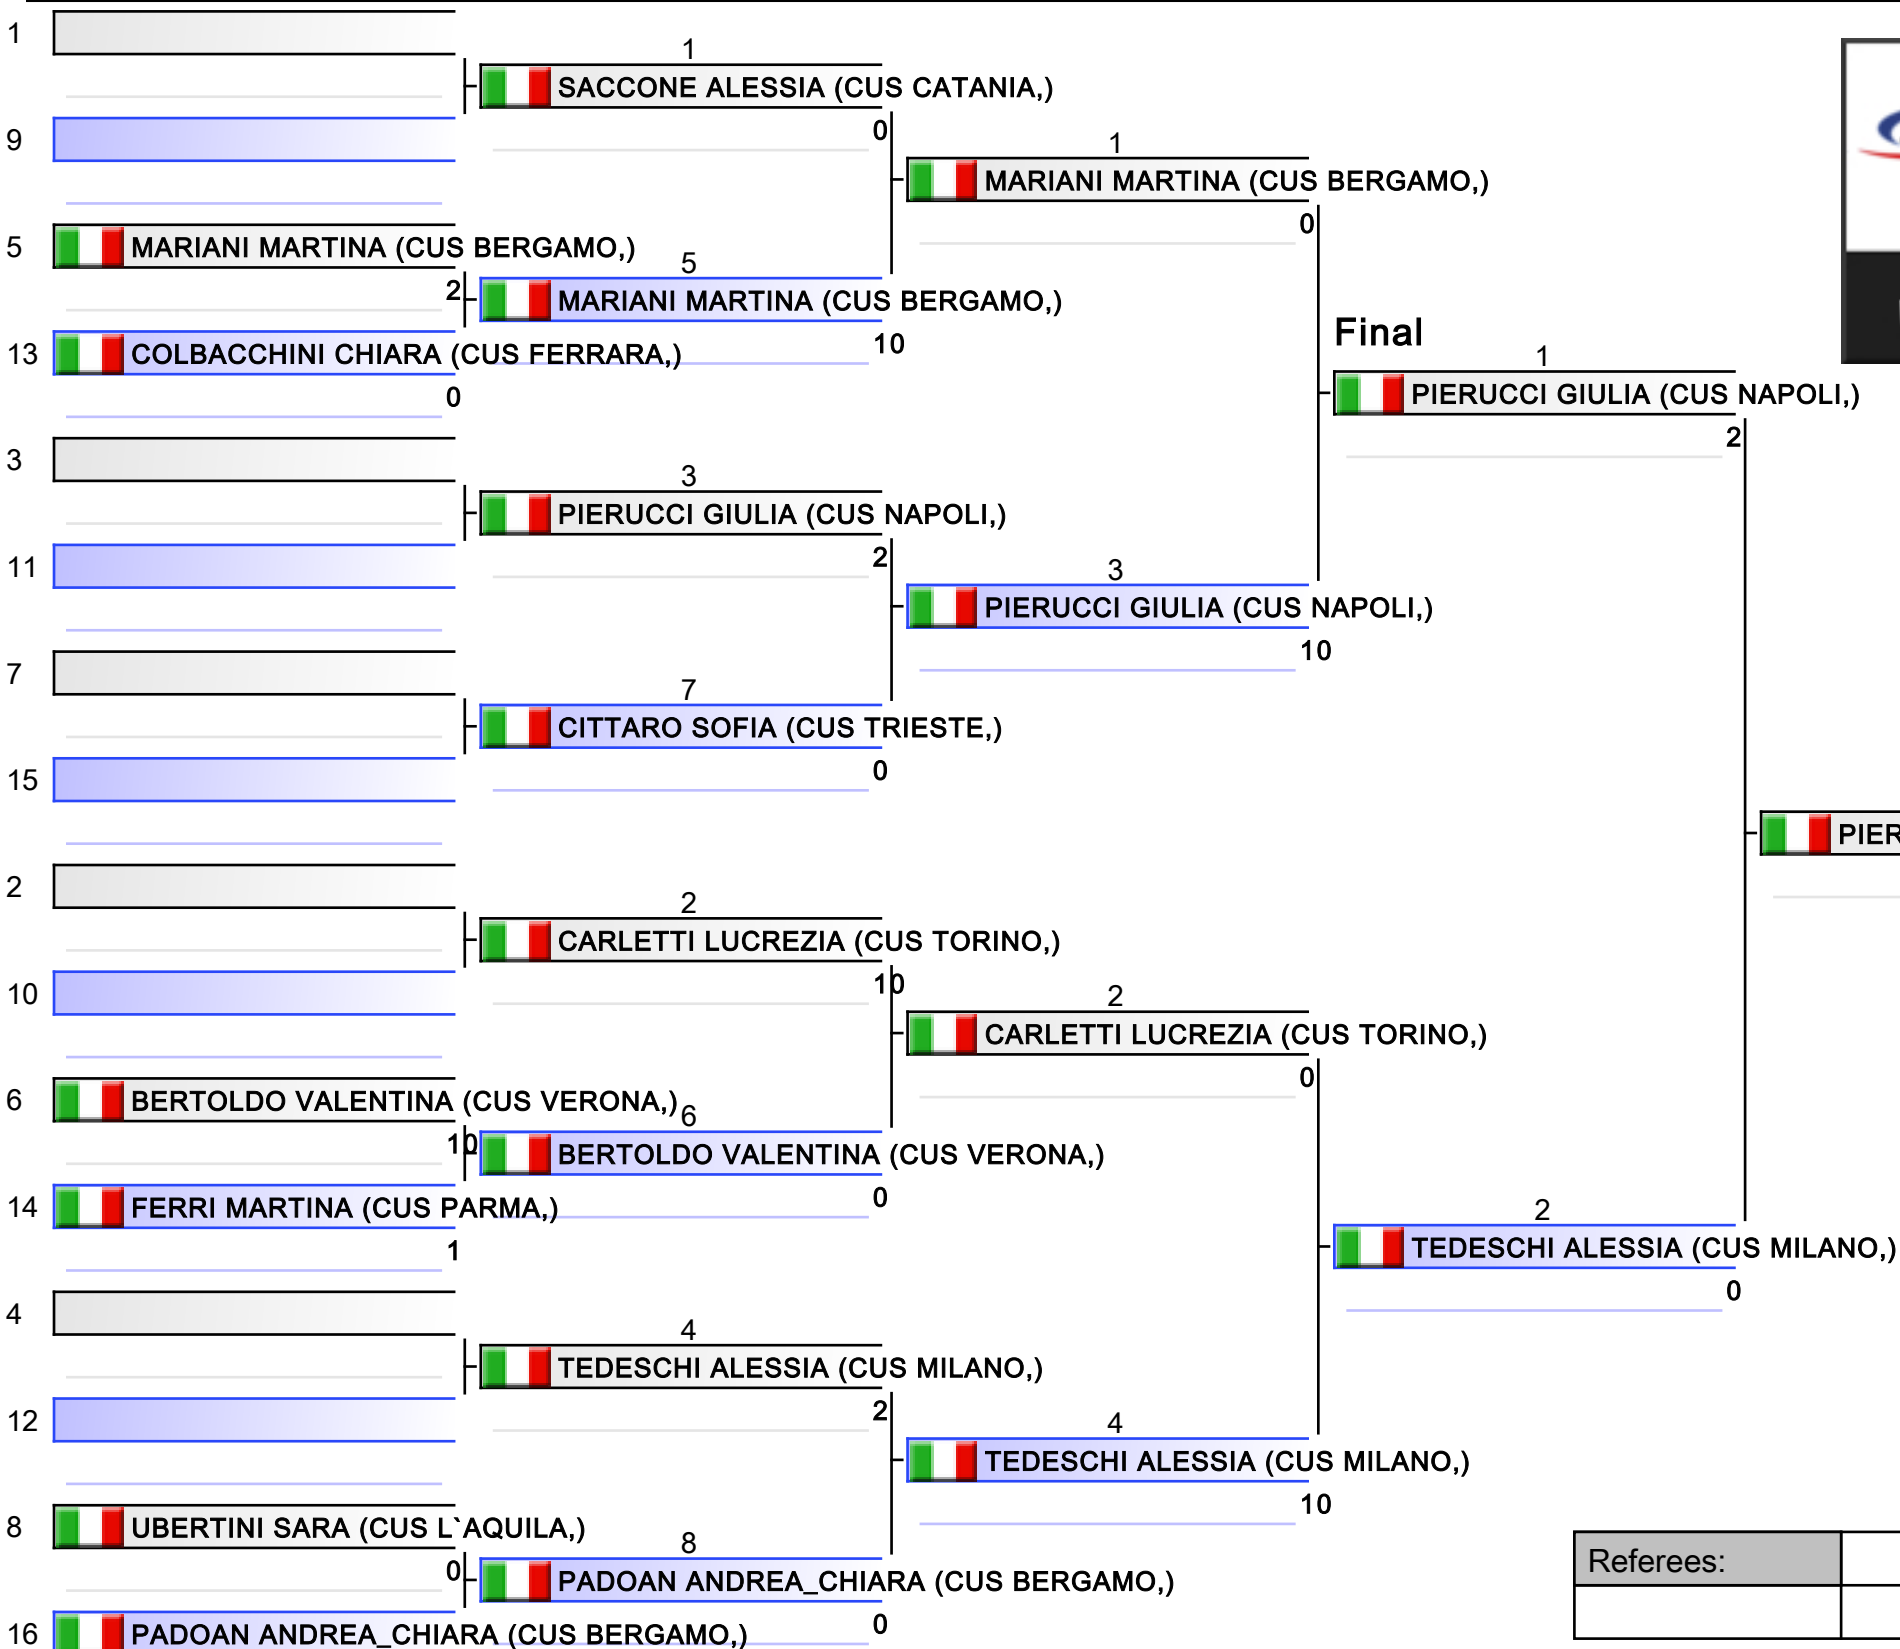 1
1
SACCONE ALESSIA (CUS CATANIA,)
0
9
1
MARIANI MARTINA (CUS BERGAMO,)
0
5
MARIANI MARTINA (CUS BERGAMO,)
2
5
MARIANI MARTINA (CUS BERGAMO,)
10
13
COLBACCHINI CHIARA (CUS FERRARA,)
0
Final
1
PIERUCCI GIULIA (CUS NAPOLI,)
2
3
3
PIERUCCI GIULIA (CUS NAPOLI,)
2
11
3
PIERUCCI GIULIA (CUS NAPOLI,)
10
7
7
CITTARO SOFIA (CUS TRIESTE,)
0
15
PIER
2
2
CARLETTI LUCREZIA (CUS TORINO,)
10
10
2
CARLETTI LUCREZIA (CUS TORINO,)
0
6
BERTOLDO VALENTINA (CUS VERONA,)
10
6
BERTOLDO VALENTINA (CUS VERONA,)
0
14
FERRI MARTINA (CUS PARMA,)
1
2
TEDESCHI ALESSIA (CUS MILANO,)
0
4
4
TEDESCHI ALESSIA (CUS MILANO,)
2
12
4
TEDESCHI ALESSIA (CUS MILANO,)
10
8
UBERTINI SARA (CUS L`AQUILA,)
0
8
PADOAN ANDREA_CHIARA (CUS BERGAMO,)
0
16
PADOAN ANDREA_CHIARA (CUS BERGAMO,)
Referees: